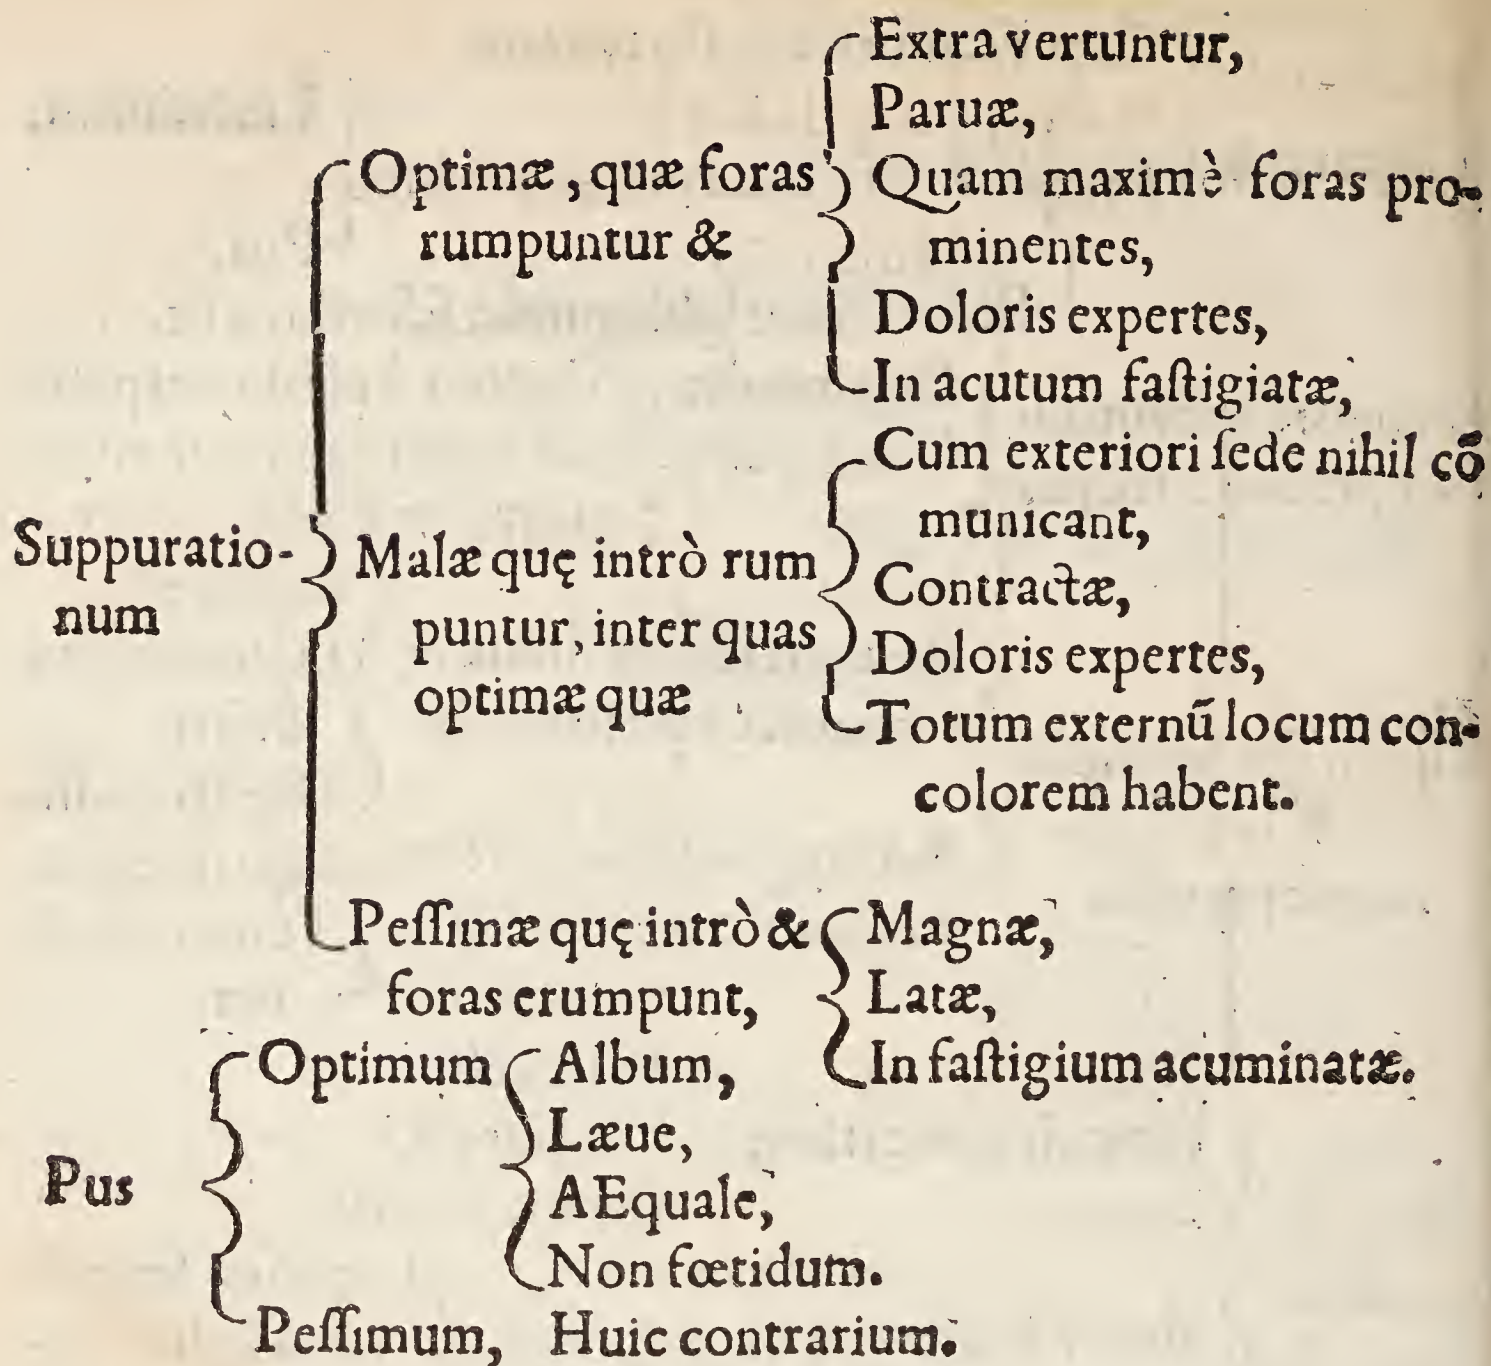 Suppuratio-
num
Optimæ, quæ foras
rumpuntur &
Extra vertuntur,
Paruæ,
Quam maximè foras pro-
minentes,
Doloris expertes,
In acutum faſtigiatæ,
Malæ quę intrò rum
puntur, inter quas
optimæ quæ
Cum exteriori ſede nihil cō
municant,
Contractæ,
Doloris expertes,
Totum externũ locum con-
colorem habent.
Peſſimæ quę intrò &
foras erumpunt,
Magnæ,
Latæ,
In faſtigium acuminatæ.
Pus
Optimum
Album,
Læue,
AEquale,
Non fœtidum.
Peſſimum, Huic contrarium.